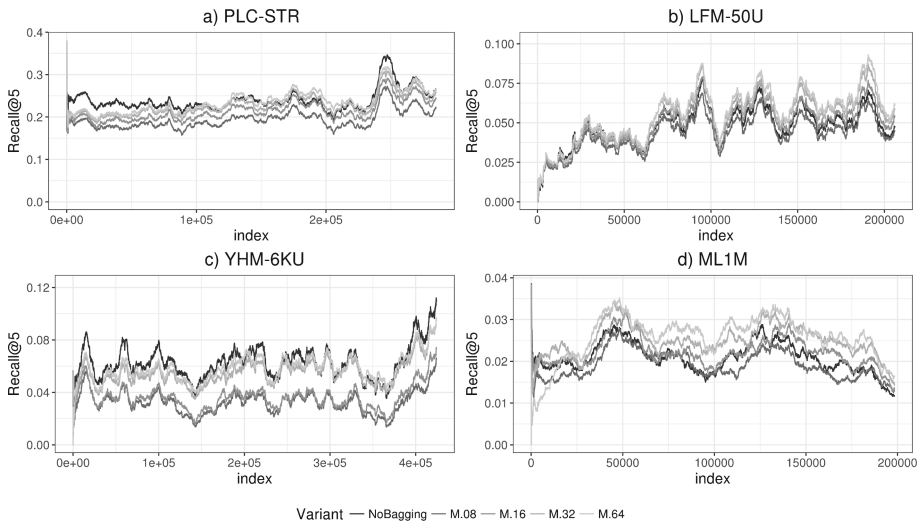 a) PLC-STR
Recall@5
0.4
0.3
0.2
0.1
0.0
0e+00 1e+05 2e+05
index
b) LFM-50U
Recall@5
0.100
0.075
0.050
0.025
0.000
0 50000 100000 150000 200000
index
c) YHM-6KU
Recall@5
0.12
0.08
0.04
0.00
0e+00 1e+05 2e+05 3e+05 4e+05
index
d) ML1M
Recall@5
0.04
0.03
0.02
0.01
0.00
0 50000 100000 150000 200000
index
Variant NoBagging M.08 M.16 M.32 M.64